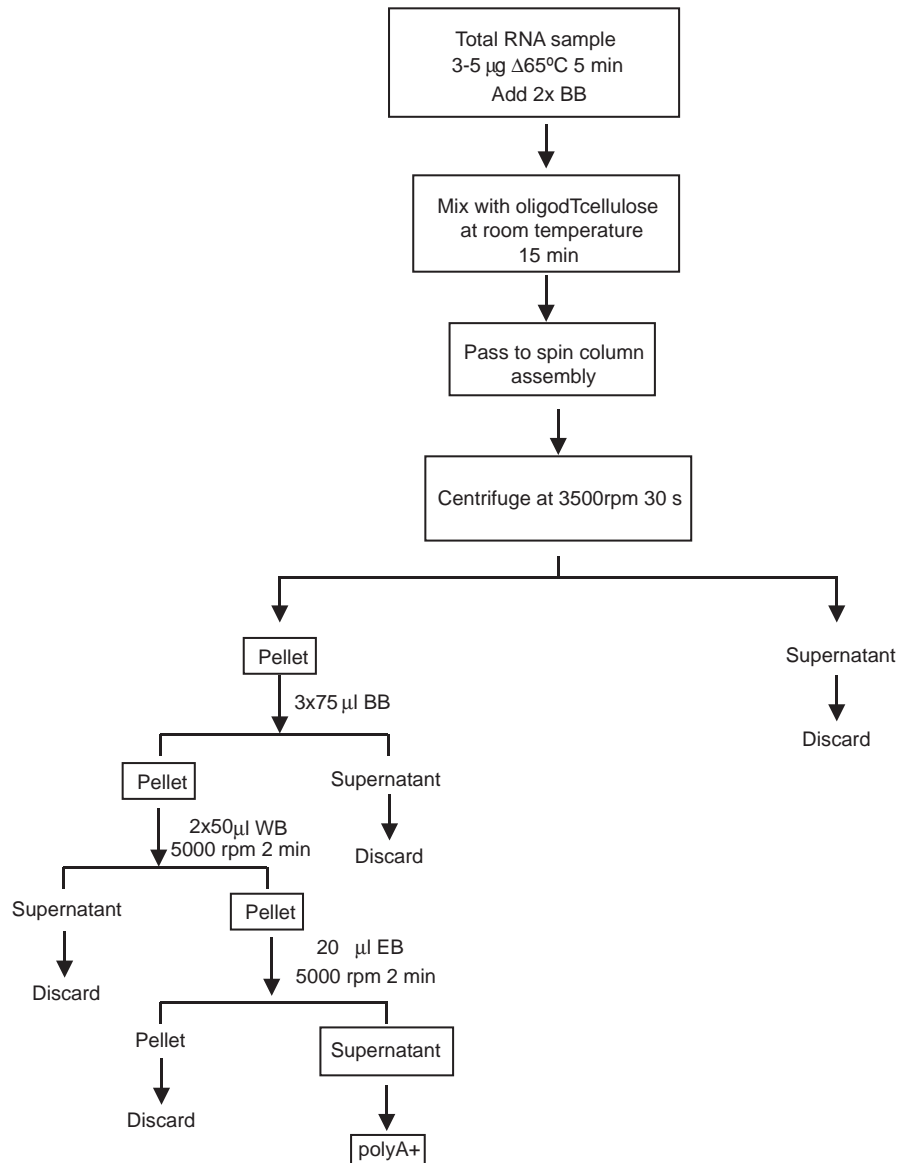 Total RNA sample
3-5 μg Δ65ºC 5 min
Add 2x BB
Mix with oligodTcellulose
at room temperature
15 min
Pass to spin column
assembly
Centrifuge at 3500rpm 30 s
Pellet
Supernatant
3x75 μl BB
Discard
Pellet
Supernatant
2x50μl WB
5000 rpm 2 min
Discard
Supernatant
Pellet
20 μl EB
5000 rpm 2 min
Discard
Pellet
Supernatant
Discard
polyA+